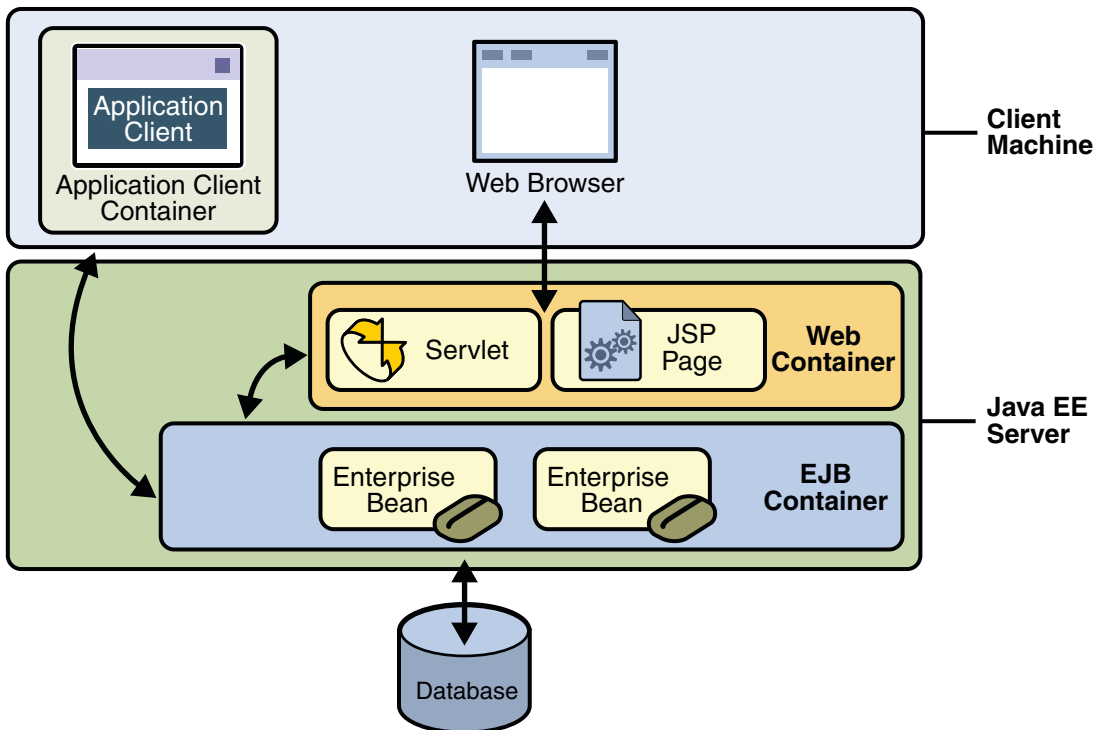 Application
Client
Application Client
Container
Web Browser
Client
Machine
Servlet
JSP
Page
Web
Container
Java EE
Server
Enterprise
Bean
Enterprise
Bean
EJB
Container
Database